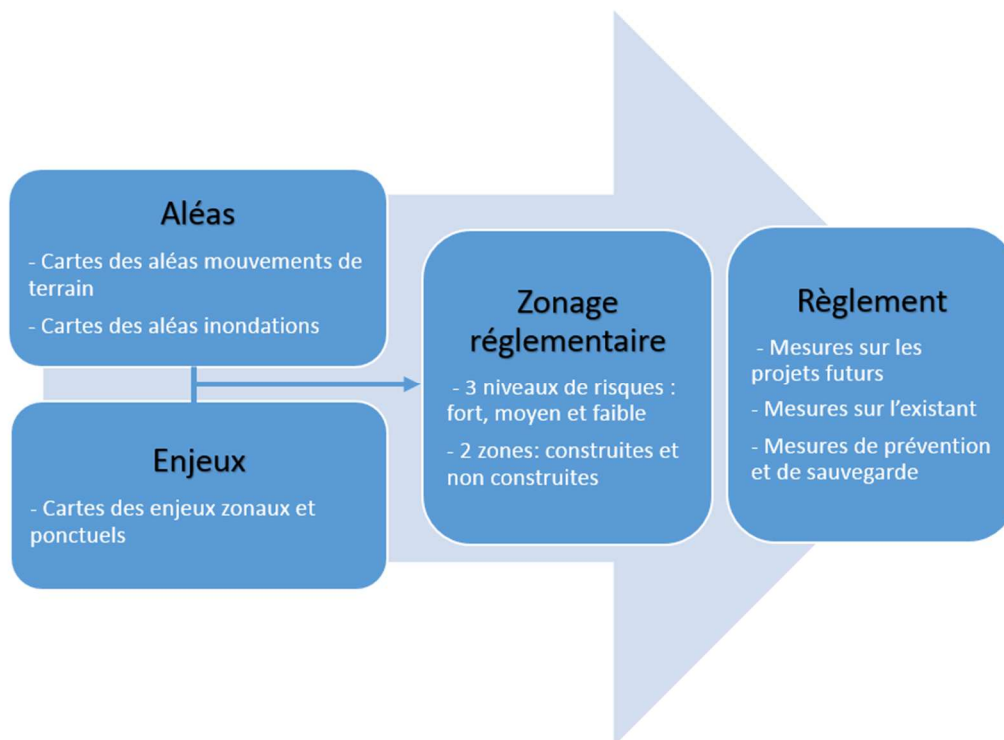 Aléas
- Cartes des aléas mouvements de
terrain
- Cartes des aléas inondations
Enjeux
- Cartes des enjeux zonaux et
ponctuels
Zonage
réglementaire
- 3 niveaux de risques :
fort, moyen et faible
- 2 zones: construites et
non construites
Règlement
- Mesures sur les
projets futurs
- Mesures sur l'existant
- Mesures de prévention
et de sauvegarde